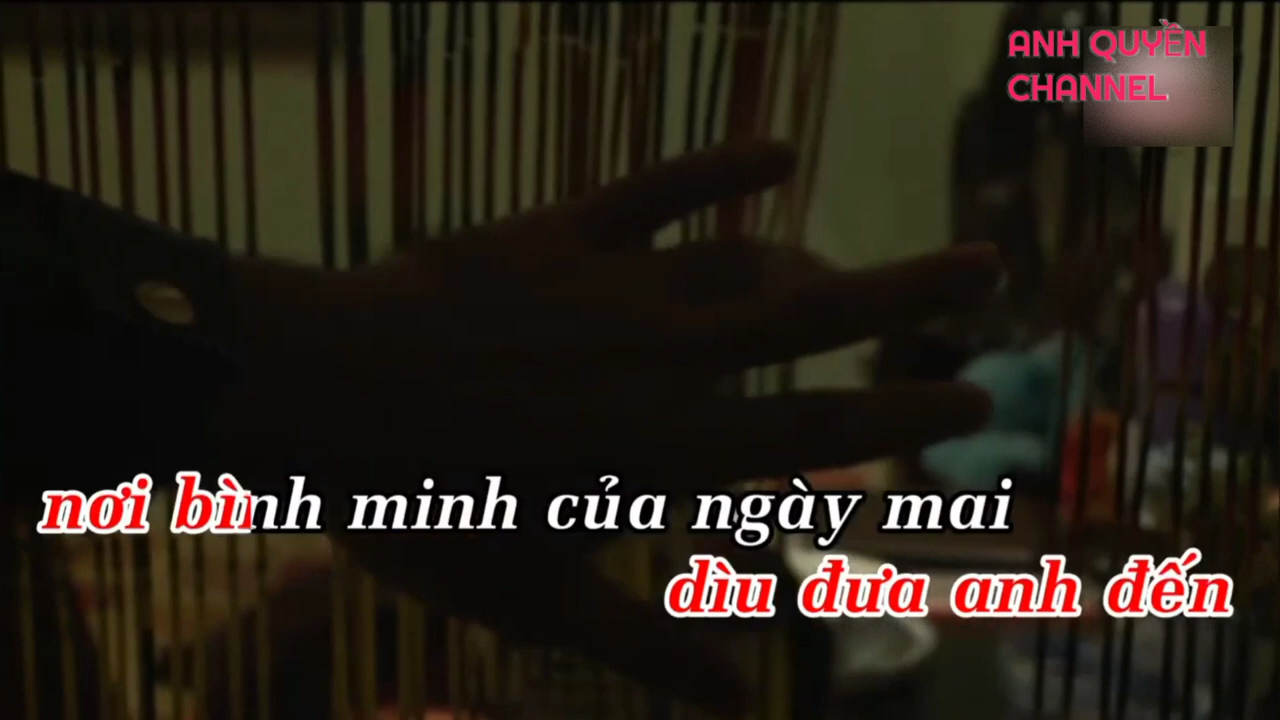 ANH QUYỀN
CHANNEL
nơi bình minh của ngày mai
dìu đưa anh đến